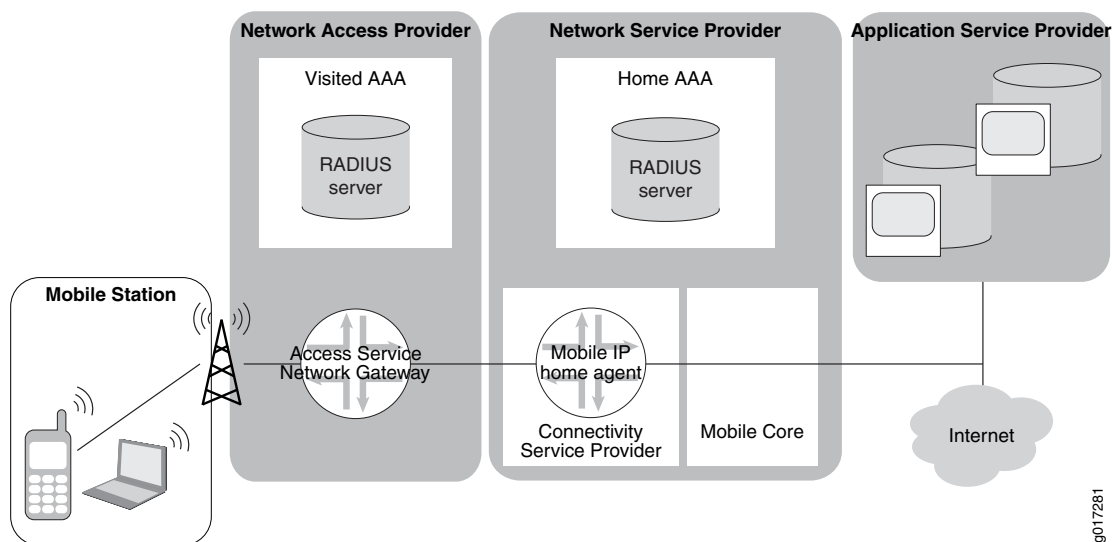 Network Access Provider
Network Service Provider
Application Service Provider
Visited AAA
Home AAA
RADIUS
server
RADIUS
server
Mobile Station
Access Service
Network Gateway
Mobile IP
home agent
Connectivity
Service Provider
Mobile Core
Internet
g017281